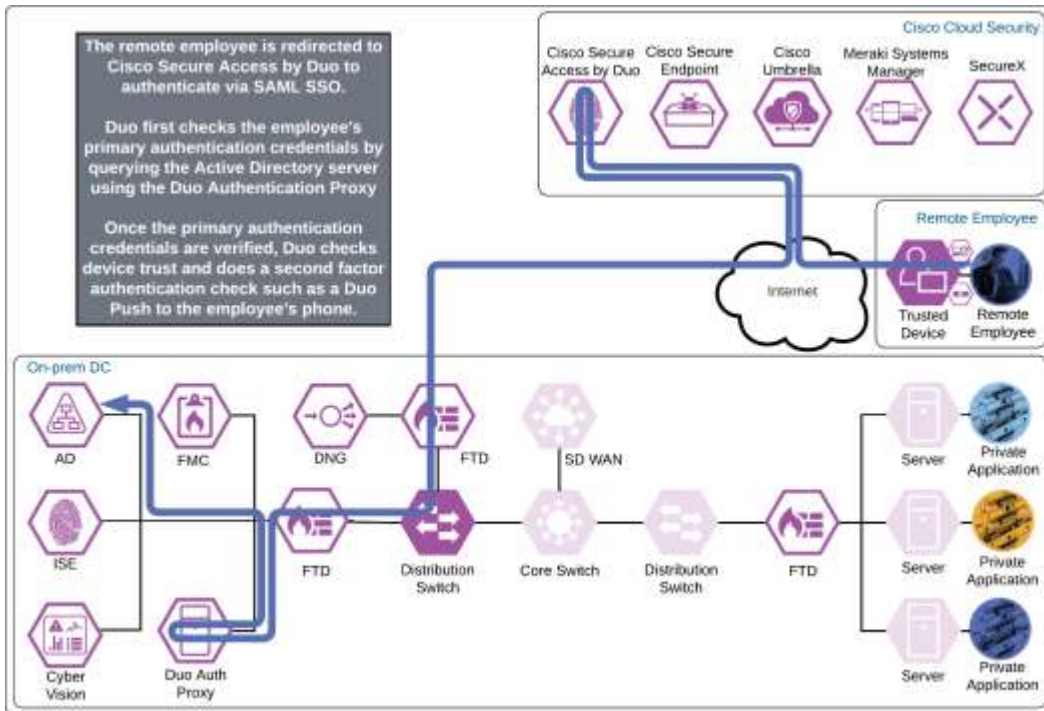 Cisco Cloud Security
The remote employee is redirected to
Cisco Secure Access by Duo to
authenticate via SAML SSO.
Duo first checks the employee's
primary authentication credentials by
querying the Active Directory server
using the Duo Authentication Proxy
Once the primary authentication
credentials are verified, Duo checks
device trust and does a second factor
authentication check such as a Duo
Push to the employee's phone.
Cisco Secure
Access by Duo
Cisco Secure
Endpoint
Cisco
Umbrella
Meraki Systems
Manager
SecureX
Remote Employee
Internet
Trusted
Device
Remote
Employee
On-prem DC
AD
FMC
DNG
FTD
SD WAN
Server
Private
Application
ISE
FTD
Distribution
Switch
Core Switch
Distribution
Switch
FTD
Server
Private
Application
Cyber
Vision
Duo Auth
Proxy
Server
Private
Application